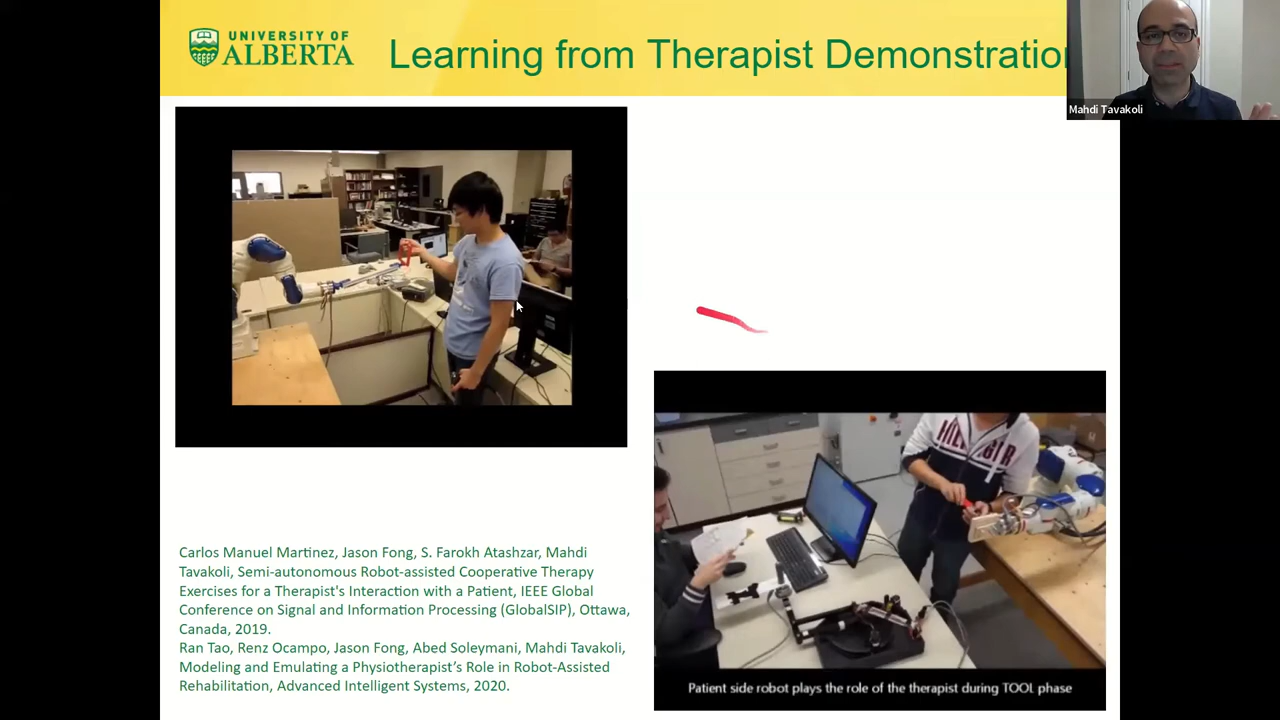 UNIVERSITY OF
ALBERTA
Learning from Therapist Demonstration
Mahdi Tavakoli
Carlos Manuel Martinez, Jason Fong, S. Farokh Atashzar, Mahdi
Tavakoli, Semi-autonomous Robot-assisted Cooperative Therapy
Exercises for a Therapist's Interaction with a Patient, IEEE Global
Conference on Signal and Information Processing (GlobalSIP), Ottawa,
Canada, 2019.
Ran Tao, Renz Ocampo, Jason Fong, Abed Soleymani, Mahdi Tavakoli,
Modeling and Emulating a Physiotherapist’s Role in Robot-Assisted
Rehabilitation, Advanced Intelligent Systems, 2020.
Patient side robot plays the role of the therapist during TOOL phase